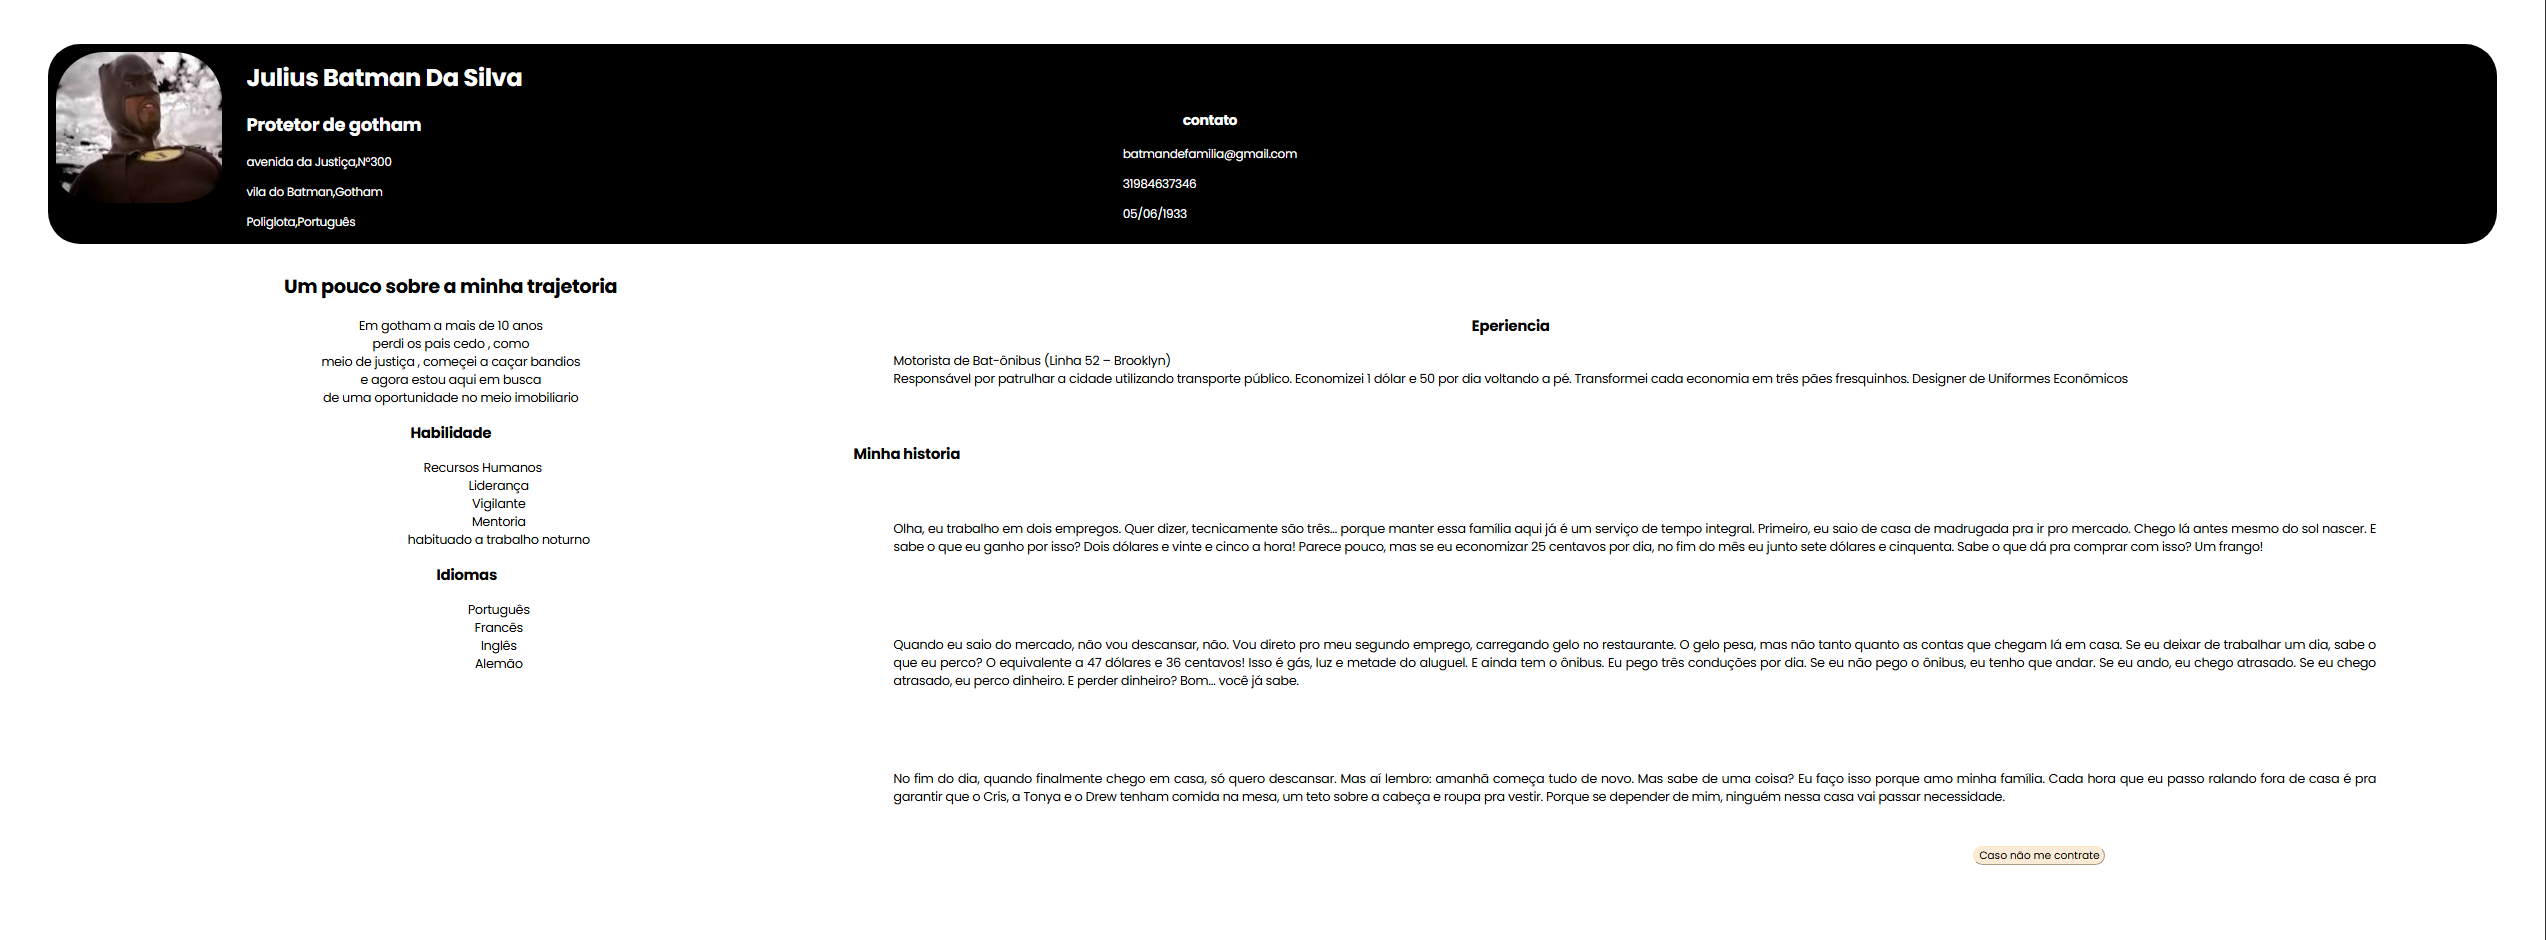 Julius Batman Da Silva
Protetor de gotham
avenida da Justiça,N°300
vila do Batman,Gotham
Poliglota,Português
contato
batmandefamilia@gmail.com
31984637346
05/06/1933
Um pouco sobre a minha trajetoria
Em gotham a mais de 10 anos
perdi os pais cedo , como
meio de justiça , começei a caçar bandios
e agora estou aqui em busca
de uma oportunidade no meio imobiliario
Habilidade
Recursos Humanos
Liderança
Vigilante
Mentoria
habituado a trabalho noturno
Idiomas
Português
Francês
Inglês
Alemão
Eperiencia
Motorista de Bat-ônibus (Linha 52 – Brooklyn)
Responsável por patrulhar a cidade utilizando transporte público. Economizei 1 dólar e 50 por dia voltando a pé. Transformei cada economia em três pães fresquinhos. Designer de Uniformes Econômicos
Minha historia
Olha, eu trabalho em dois empregos. Quer dizer, tecnicamente são três... porque manter essa família aqui já é um serviço de tempo integral. Primeiro, eu saio de casa de madrugada pra ir pro mercado. Chego lá antes mesmo do sol nascer. E
sabe o que eu ganho por isso? Dois dólares e vinte e cinco a hora! Parece pouco, mas se eu economizar 25 centavos por dia, no fim do mês eu junto sete dólares e cinquenta. Sabe o que dá pra comprar com isso? Um frango!
Quando eu saio do mercado, não vou descansar, não. Vou direto pro meu segundo emprego, carregando gelo no restaurante. O gelo pesa, mas não tanto quanto as contas que chegam lá em casa. Se eu deixar de trabalhar um dia, sabe o
que eu perco? O equivalente a 47 dólares e 36 centavos! Isso é gás, luz e metade do aluguel. E ainda tem o ônibus. Eu pego três conduções por dia. Se eu não pego o ônibus, eu tenho que andar. Se eu ando, eu chego atrasado. Se eu chego
atrasado, eu perco dinheiro. E perder dinheiro? Bom... você já sabe.
No fim do dia, quando finalmente chego em casa, só quero descansar. Mas aí lembro: amanhã começa tudo de novo. Mas sabe de uma coisa? Eu faço isso porque amo minha família. Cada hora que eu passo ralando fora de casa é pra
garantir que o Cris, a Tonya e o Drew tenham comida na mesa, um teto sobre a cabeça e roupa pra vestir. Porque se depender de mim, ninguém nessa casa vai passar necessidade.
Caso não me contrate